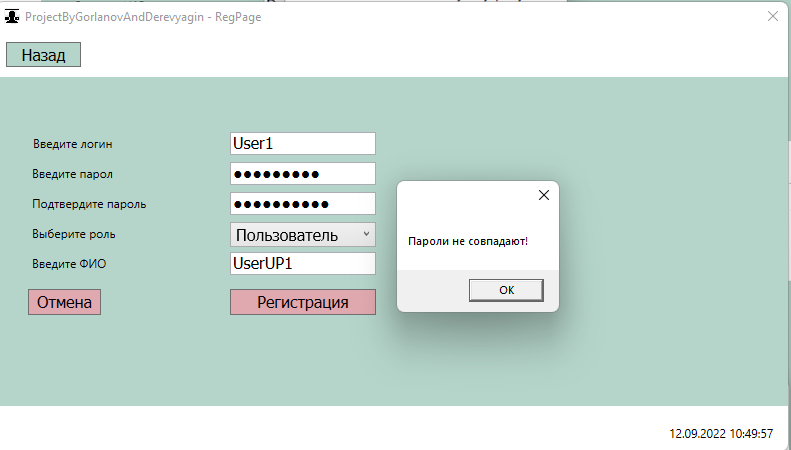 ProjectByGorlanovAndDerevyagin - RegPage
Назад
Введите логин
User1
Введите парол
●●●●●●●●●
Подтвердите пароль
●●●●●●●●●●
Выберите роль
Пользователь
Введите ФИО
UserUP1
Отмена
Регистрация
Пароли не совпадают!
OK
12.09.2022 10:49:57